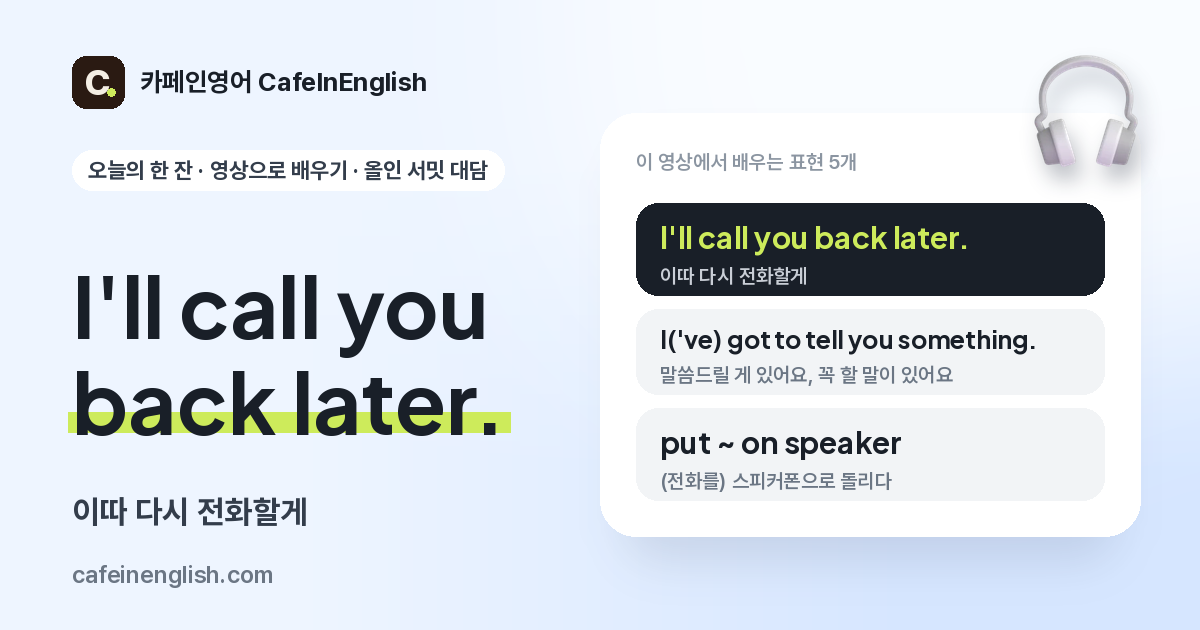 C
카페인영어 CafeInEnglish
오늘의 한 잔 · 영상으로 배우기 · 올인 서밋 대담
I'll call you
back later.
이따 다시 전화할게
cafeinenglish.com
이 영상에서 배우는 표현 5개
I'll call you back later.
이따 다시 전화할게
I('ve) got to tell you something.
말씀드릴 게 있어요, 꼭 할 말이 있어요
put ~ on speaker
(전화를) 스피커폰으로 돌리다